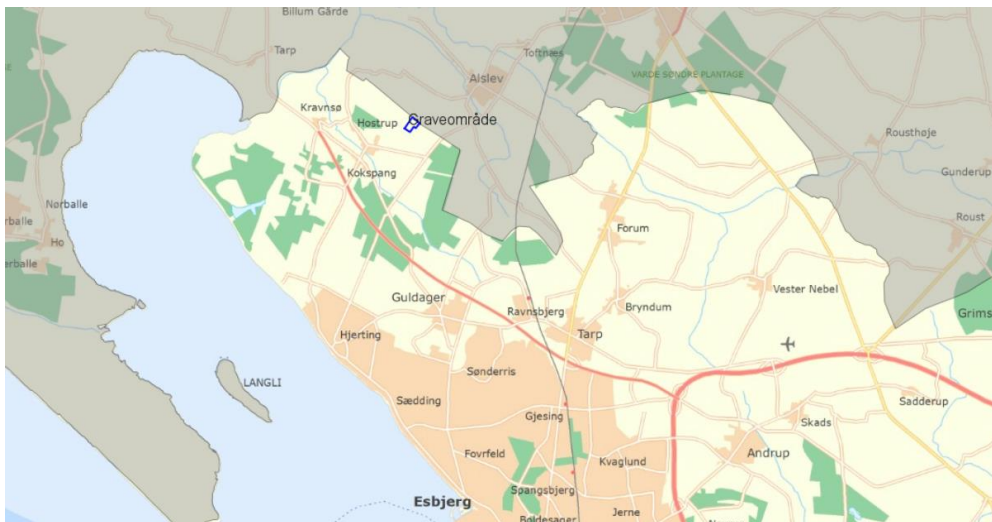 Billum Gårde
Tarp
Toftnæs
Alslev
VARDE SØNDRE PLANTAGE
Kravnsø
Graveområde
Hostrup
Rousthøje
Kokspang
Gunderup
Nørballe
Roust
Ho
Forum
Vester Nebel
Guldager
Ravnsbjerg
Bryndum
Grims
Hjerting
Tarp
Sønderris
LANGLI
Sædding
Sadderup
Gjesing
Skads
Fovrfeld
Kvaglund
Andrup
Spangsbjerg
Esbjerg
Jerne
Boldesager